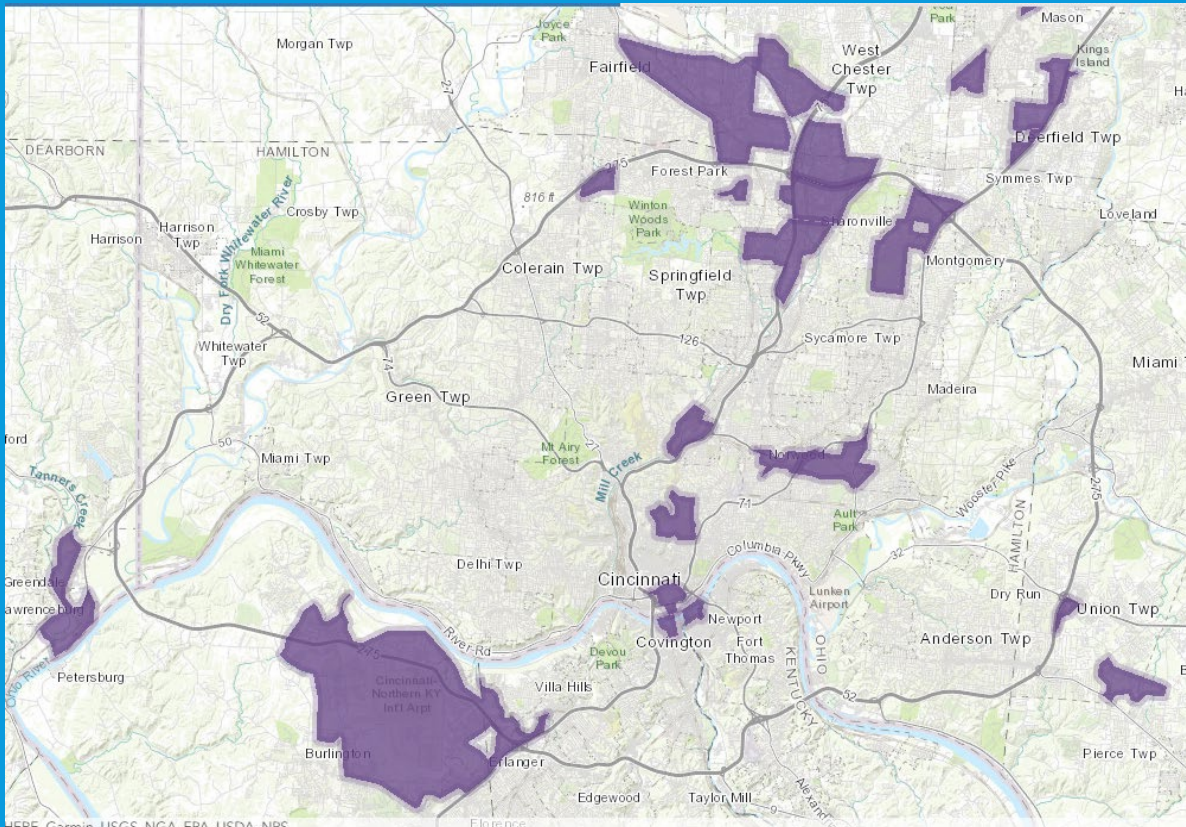 Joyce
Park
Voa
Park
Mason
Morgan Twp
Fairfield
West
Chester
Twp
Kings
Island
27
DEARBORN
HAMILTON
Deerfield Twp
275
Forest Park
Symmes Twp
816 ft
Crosby Twp
Winton
Woods
Park
Sharonville
Loveland
Harrison
Harrison
Twp
Dry Fork Whitewater River
Miami
Whitewater
Forest
Colerain Twp
Springfield
Twp
Montgomery
52
126
Sycamore Twp
Whitewater
Twp
74
Miami
Green Twp
Madeira
27
50
Mt Airy
Forest
Norwood
Miami Twp
Mill Creek
Tanners
Creek
Wooster Pike
275
71
Ault
Park
HAMILTON
Columbia Pkwy
32
Delhi Twp
Cincinnati
Greendale
Lunken
Airport
Dry Run
Union Twp
Lawrenceburg
Newport
Covington
Fort
Thomas
OHIO
KENTUCKY
Anderson Twp
River Rd
275
Devou
Park
Petersburg
Ohio River
Cincinnati-
Northern KY
Int'l Arpt
Villa Hills
52
Burlington
Erlanger
Pierce Twp
Edgewood
Taylor Mill
9
Florence
HERE, Garmin, USGS, NGA, EPA, USDA, NPS